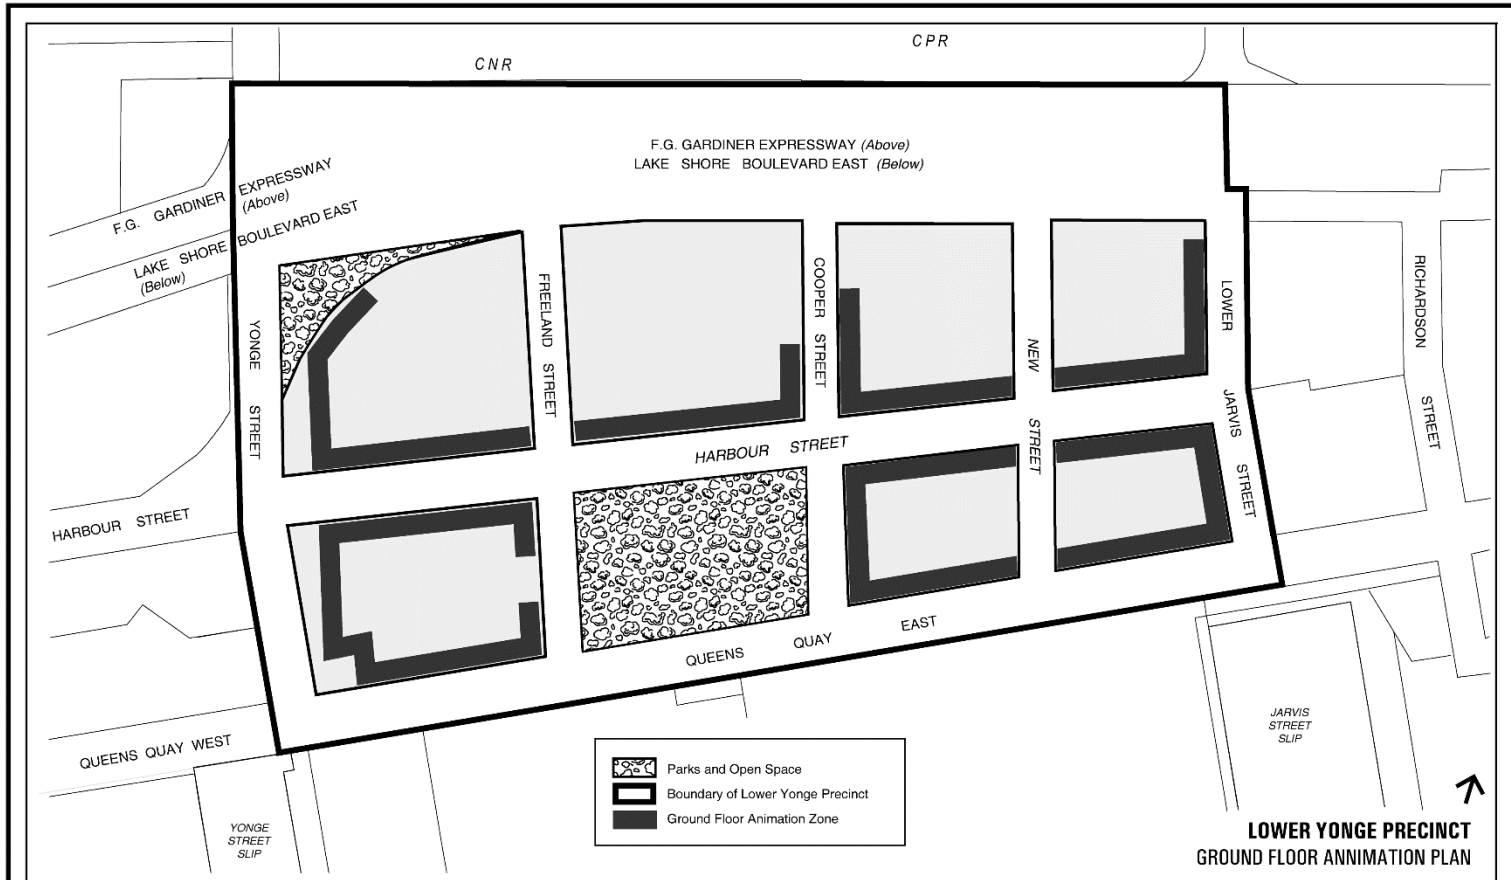 CPR
CNR
F.G. GARDINER EXPRESSWAY (Above)
LAKE SHORE BOULEVARD EAST (Below)
F.G. GARDINER EXPRESSWAY
(Above)
LAKE SHORE BOULEVARD EAST
(Below)
YONGE STREET
FREELAND STREET
COOPER STREET
NEW STREET
LOWER JARVIS STREET
RICHARDSON STREET
HARBOUR STREET
HARBOUR STREET
QUEENS QUAY EAST
QUEENS QUAY WEST
YONGE
STREET
SLIP
JARVIS
STREET
SLIP
Parks and Open Space
Boundary of Lower Yonge Precinct
Ground Floor Animation Zone
LOWER YONGE PRECINCT
GROUND FLOOR ANNIMATION PLAN